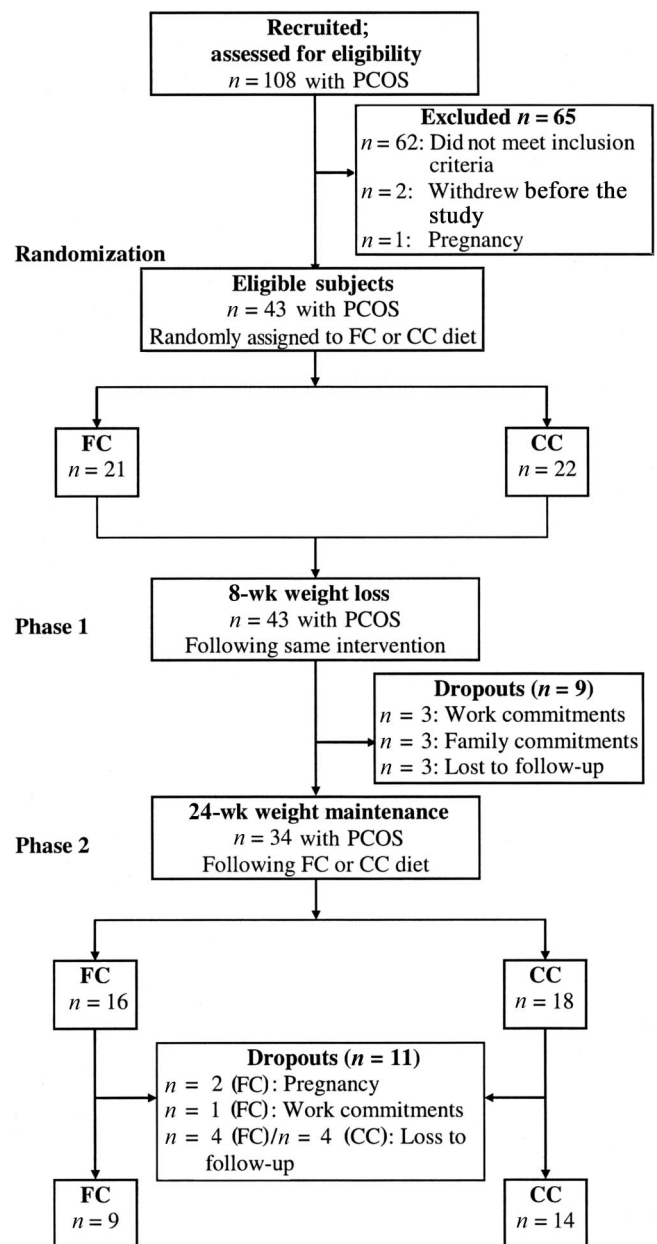 Recruited;
assessed for eligibility
n = 108 with PCOS
Excluded n = 65
n = 62: Did not meet inclusion
criteria
n = 2: Withdrew before the
study
n = 1: Pregnancy
Randomization
Eligible subjects
n = 43 with PCOS
Randomly assigned to FC or CC diet
FC
n = 21
CC
n = 22
8-wk weight loss
n = 43 with PCOS
Following same intervention
Phase 1
Dropouts (n = 9)
n = 3: Work commitments
n = 3: Family commitments
n = 3: Lost to follow-up
24-wk weight maintenance
n = 34 with PCOS
Following FC or CC diet
Phase 2
FC
n = 16
CC
n = 18
Dropouts (n = 11)
n = 2 (FC): Pregnancy
n = 1 (FC): Work commitments
n = 4 (FC)/n = 4 (CC): Loss to
follow-up
FC
n = 9
CC
n = 14